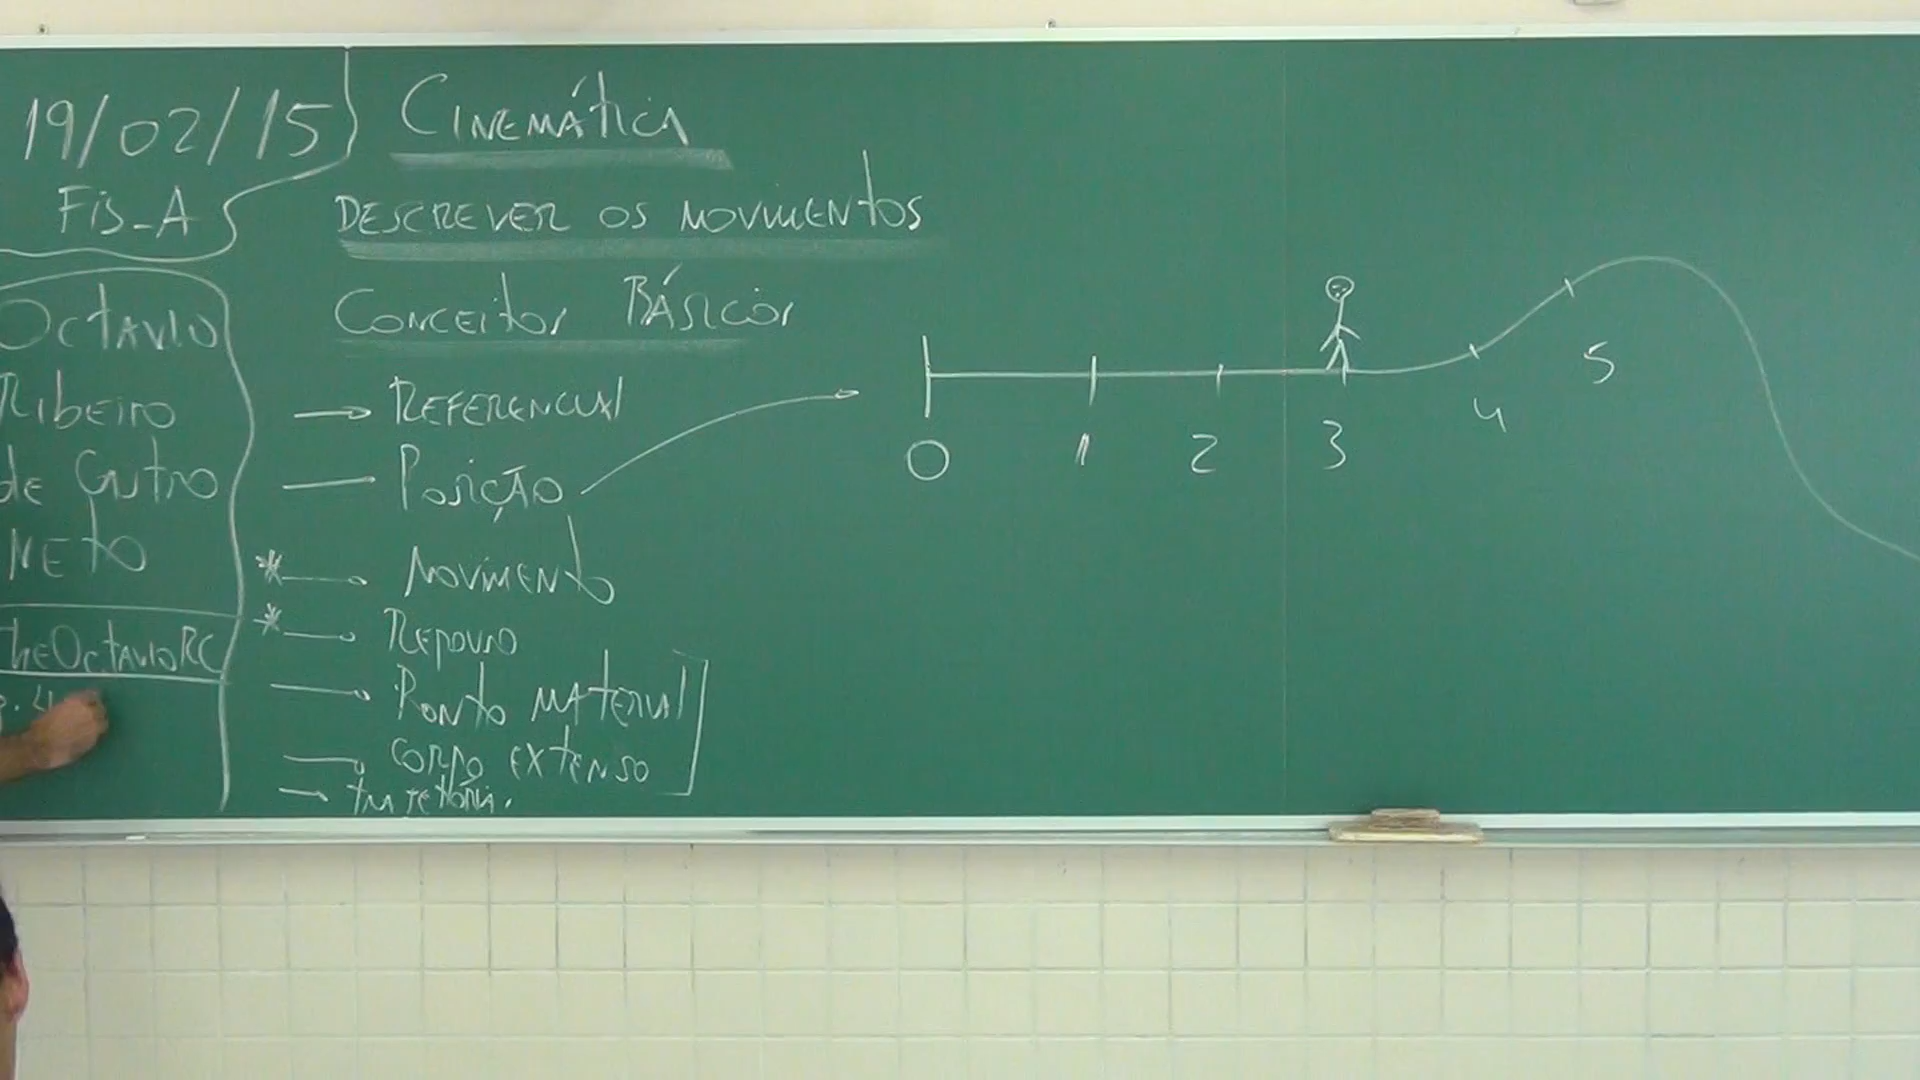 19/02/15
Fís_A
Octavio
Ribeiro
de Castro
Neto
TheOctavioRC
Cinemática
Descrever os movimentos
Conceitos Básicos
→ Referencial
Posição
* Movimento
* Repouso
Ponto material
corpo extenso
→ trajetória.
0 1 2 3 4 5